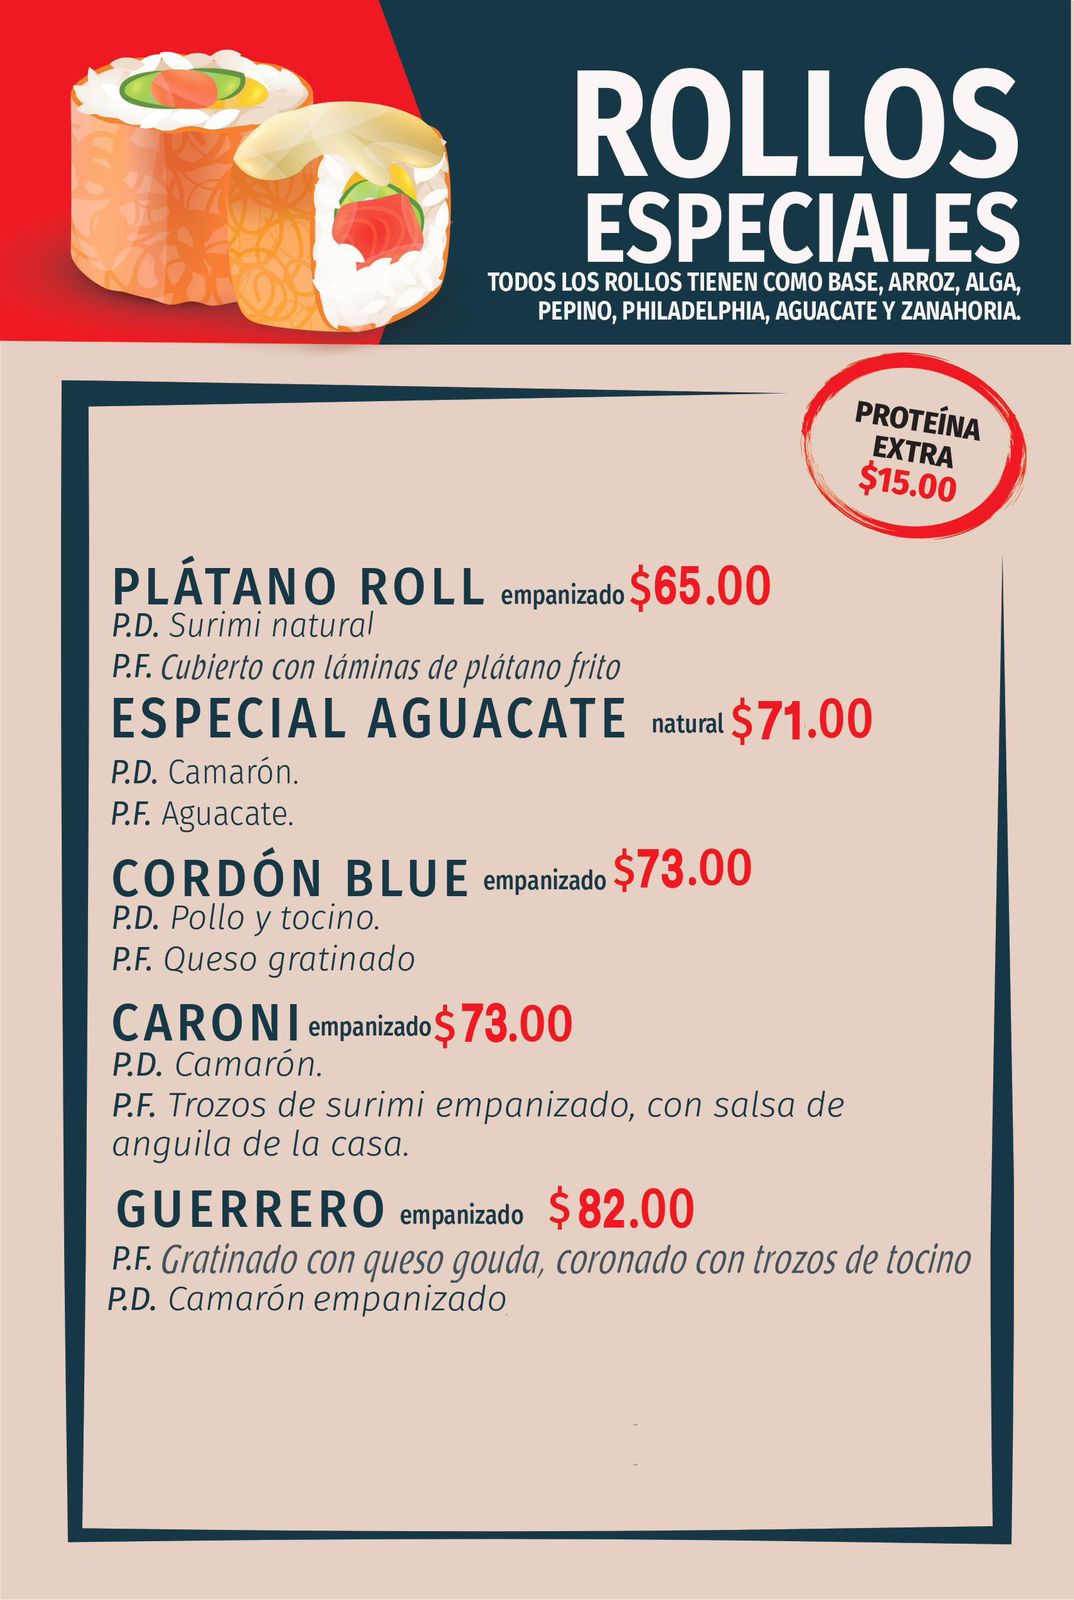 ROLLOS
ESPECIALES
TODOS LOS ROLLOS TIENEN COMO BASE, ARROZ, ALGA,
PEPINO, PHILADELPHIA, AGUACATE Y ZANAHORIA.
PROTEÍNA
EXTRA
$15.00
PLÁTANO ROLL empanizado $65.00
P.D. Surimi natural
P.F. Cubierto con láminas de plátano frito
ESPECIAL AGUACATE natural $71.00
P.D. Camarón.
P.F. Aguacate.
CORDÓN BLUE empanizado $73.00
P.D. Pollo y tocino.
P.F. Queso gratinado
CARONI empanizado $73.00
P.D. Camarón.
P.F. Trozos de surimi empanizado, con salsa de
anguila de la casa.
GUERRERO empanizado $82.00
P.F. Gratinado con queso gouda, coronado con trozos de tocino
P.D. Camarón empanizado